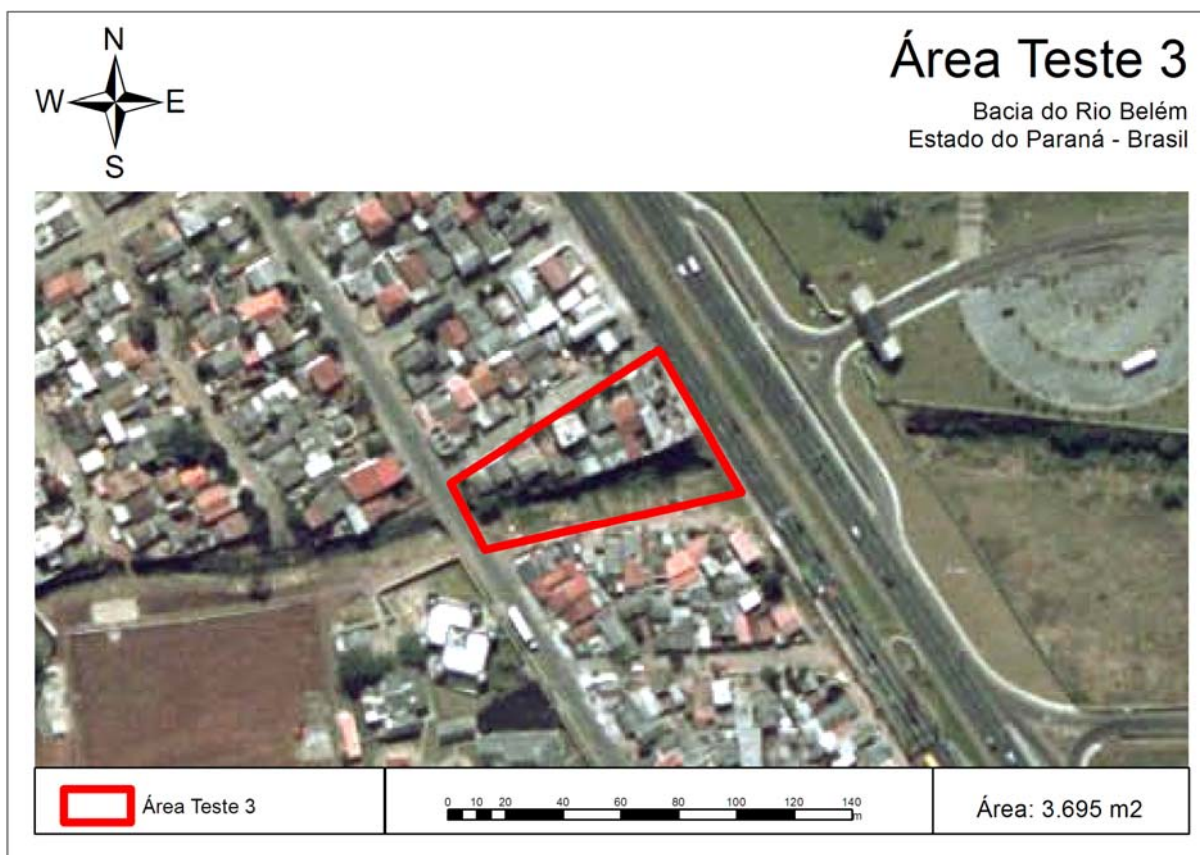 N
W E
S
Área Teste 3
Bacia do Rio Belém
Estado do Paraná - Brasil
Área Teste 3
0 10 20 40 60 80 100 120 140
m
Área: 3.695 m2